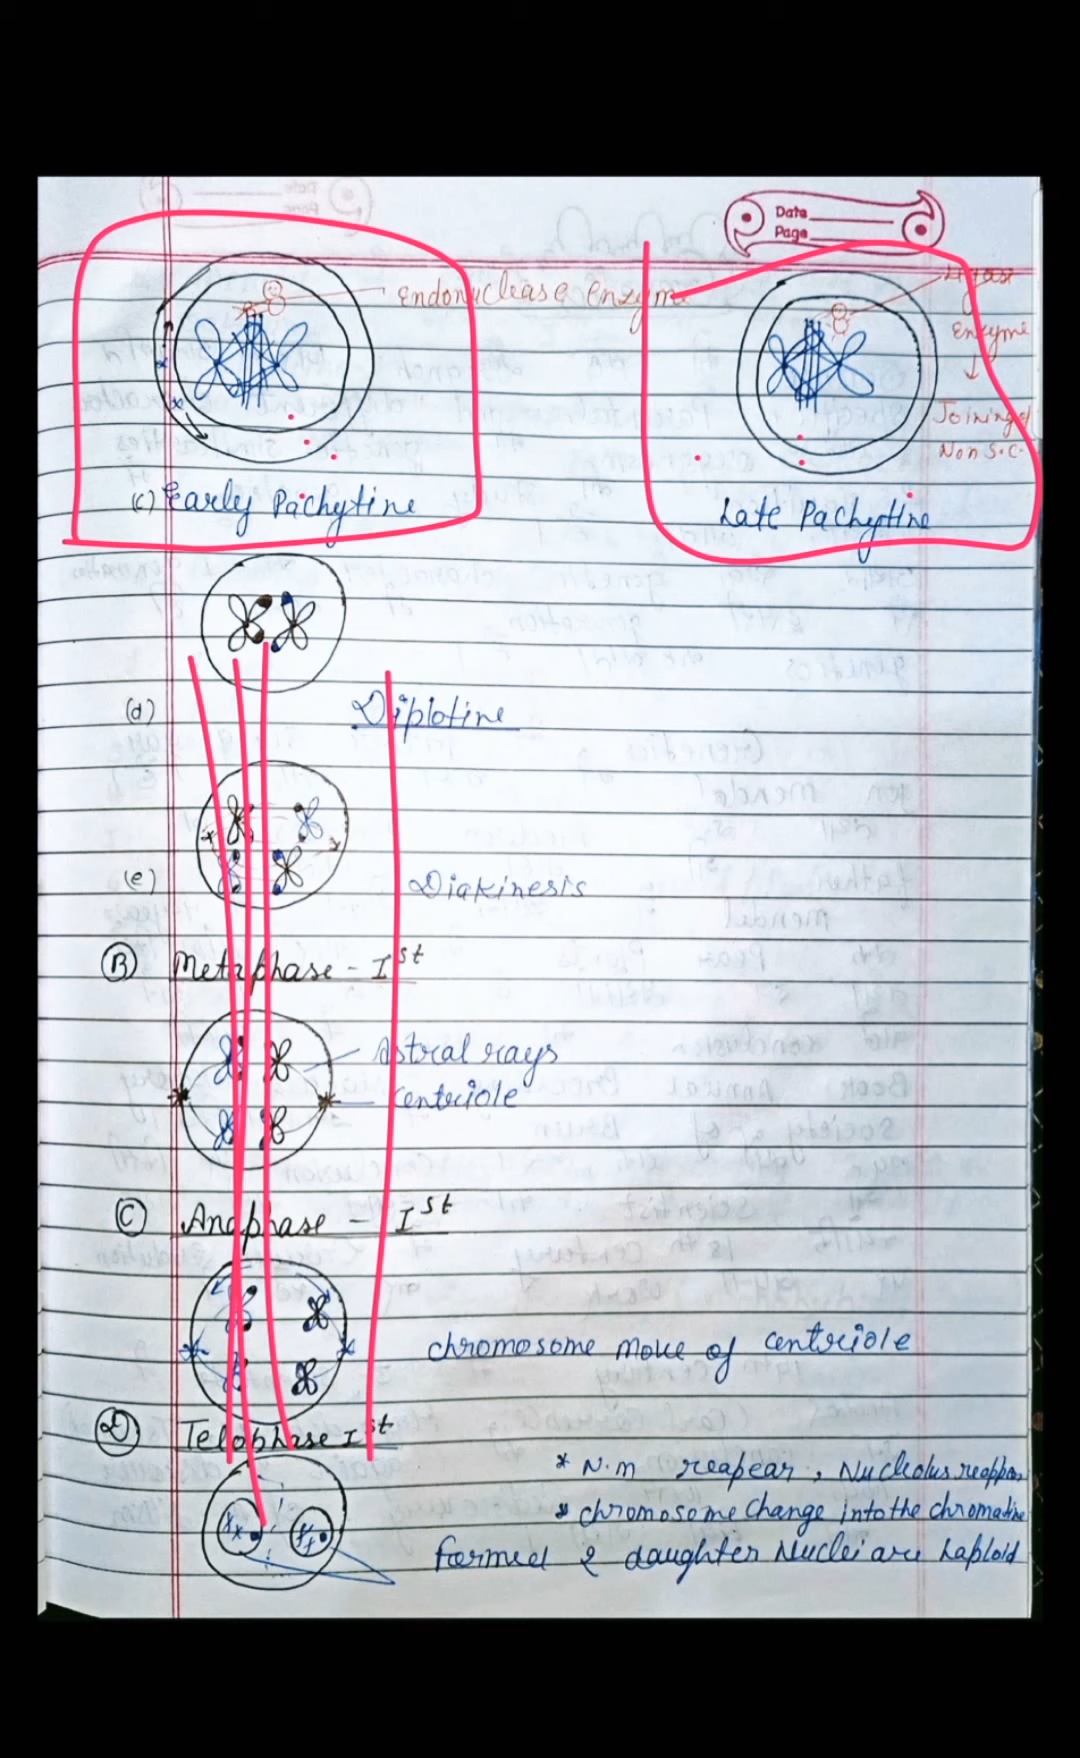 Date
Page
Endonuclease Enzyme
Enzyme
↓
Joining of
Non S.C.
(c) Early Pachytine
Late Pachytine
(d) Diplotine
(e) Diakinesis
(B) Metaphase - Ist
Astral rays
Centriole
(C) Anaphase - Ist
chromosome move of centriole
(D) Telophase Ist
* N.m reapear, Nucleolus reappear
* chromosome change into the chromatine
formed & daughter Nuclei are haploid